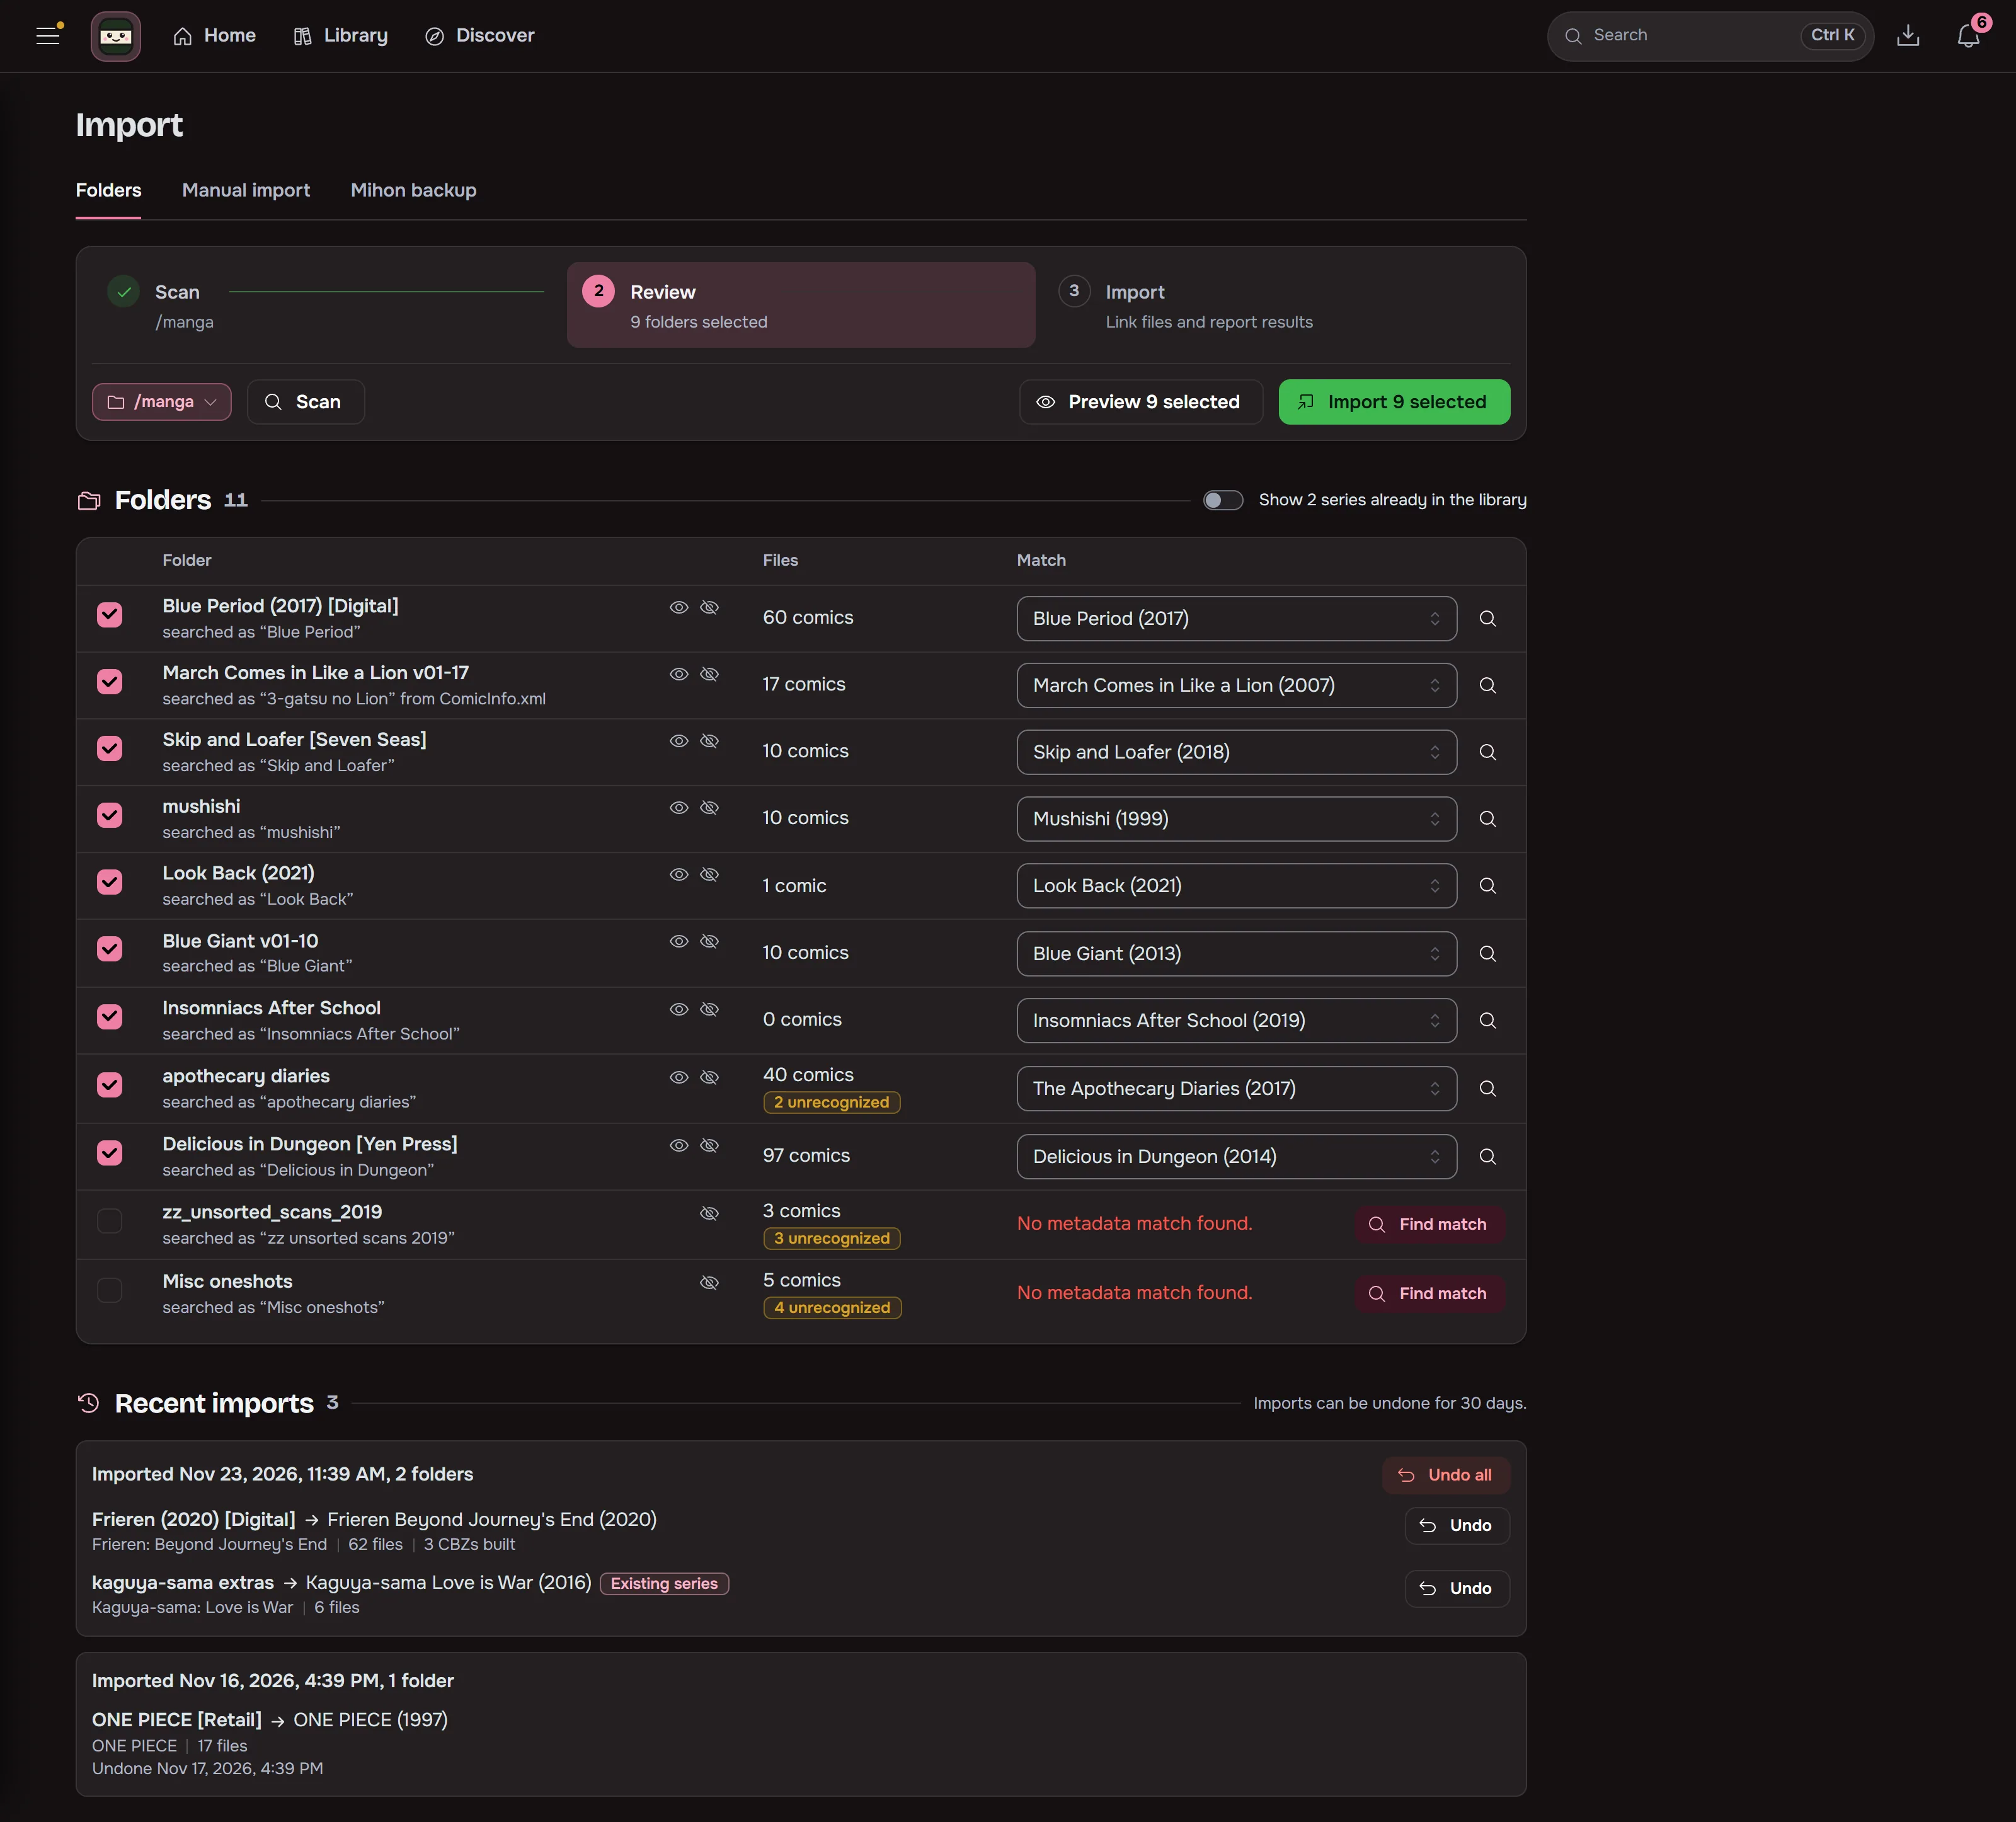 Home
Library
Discover
Search
Ctrl K
6
Import
Folders
Manual import
Mihon backup
Scan
/manga
2
Review
9 folders selected
3
Import
Link files and report results
/manga
Scan
Preview 9 selected
Import 9 selected
Folders 11
Show 2 series already in the library
Folder
Files
Match
Blue Period (2017) [Digital]
searched as “Blue Period”
60 comics
Blue Period (2017)
March Comes in Like a Lion v01-17
searched as “3-gatsu no Lion” from ComicInfo.xml
17 comics
March Comes in Like a Lion (2007)
Skip and Loafer [Seven Seas]
searched as “Skip and Loafer”
10 comics
Skip and Loafer (2018)
mushishi
searched as “mushishi”
10 comics
Mushishi (1999)
Look Back (2021)
searched as “Look Back”
1 comic
Look Back (2021)
Blue Giant v01-10
searched as “Blue Giant”
10 comics
Blue Giant (2013)
Insomniacs After School
searched as “Insomniacs After School”
0 comics
Insomniacs After School (2019)
apothecary diaries
searched as “apothecary diaries”
40 comics
2 unrecognized
The Apothecary Diaries (2017)
Delicious in Dungeon [Yen Press]
searched as “Delicious in Dungeon”
97 comics
Delicious in Dungeon (2014)
zz_unsorted_scans_2019
searched as “zz unsorted scans 2019”
3 comics
3 unrecognized
No metadata match found.
Find match
Misc oneshots
searched as “Misc oneshots”
5 comics
4 unrecognized
No metadata match found.
Find match
Recent imports 3
Imports can be undone for 30 days.
Imported Nov 23, 2026, 11:39 AM, 2 folders
Undo all
Frieren (2020) [Digital] → Frieren Beyond Journey's End (2020)
Frieren: Beyond Journey's End | 62 files | 3 CBZs built
Undo
kaguya-sama extras → Kaguya-sama Love is War (2016) Existing series
Kaguya-sama: Love is War | 6 files
Undo
Imported Nov 16, 2026, 4:39 PM, 1 folder
ONE PIECE [Retail] → ONE PIECE (1997)
ONE PIECE | 17 files
Undone Nov 17, 2026, 4:39 PM